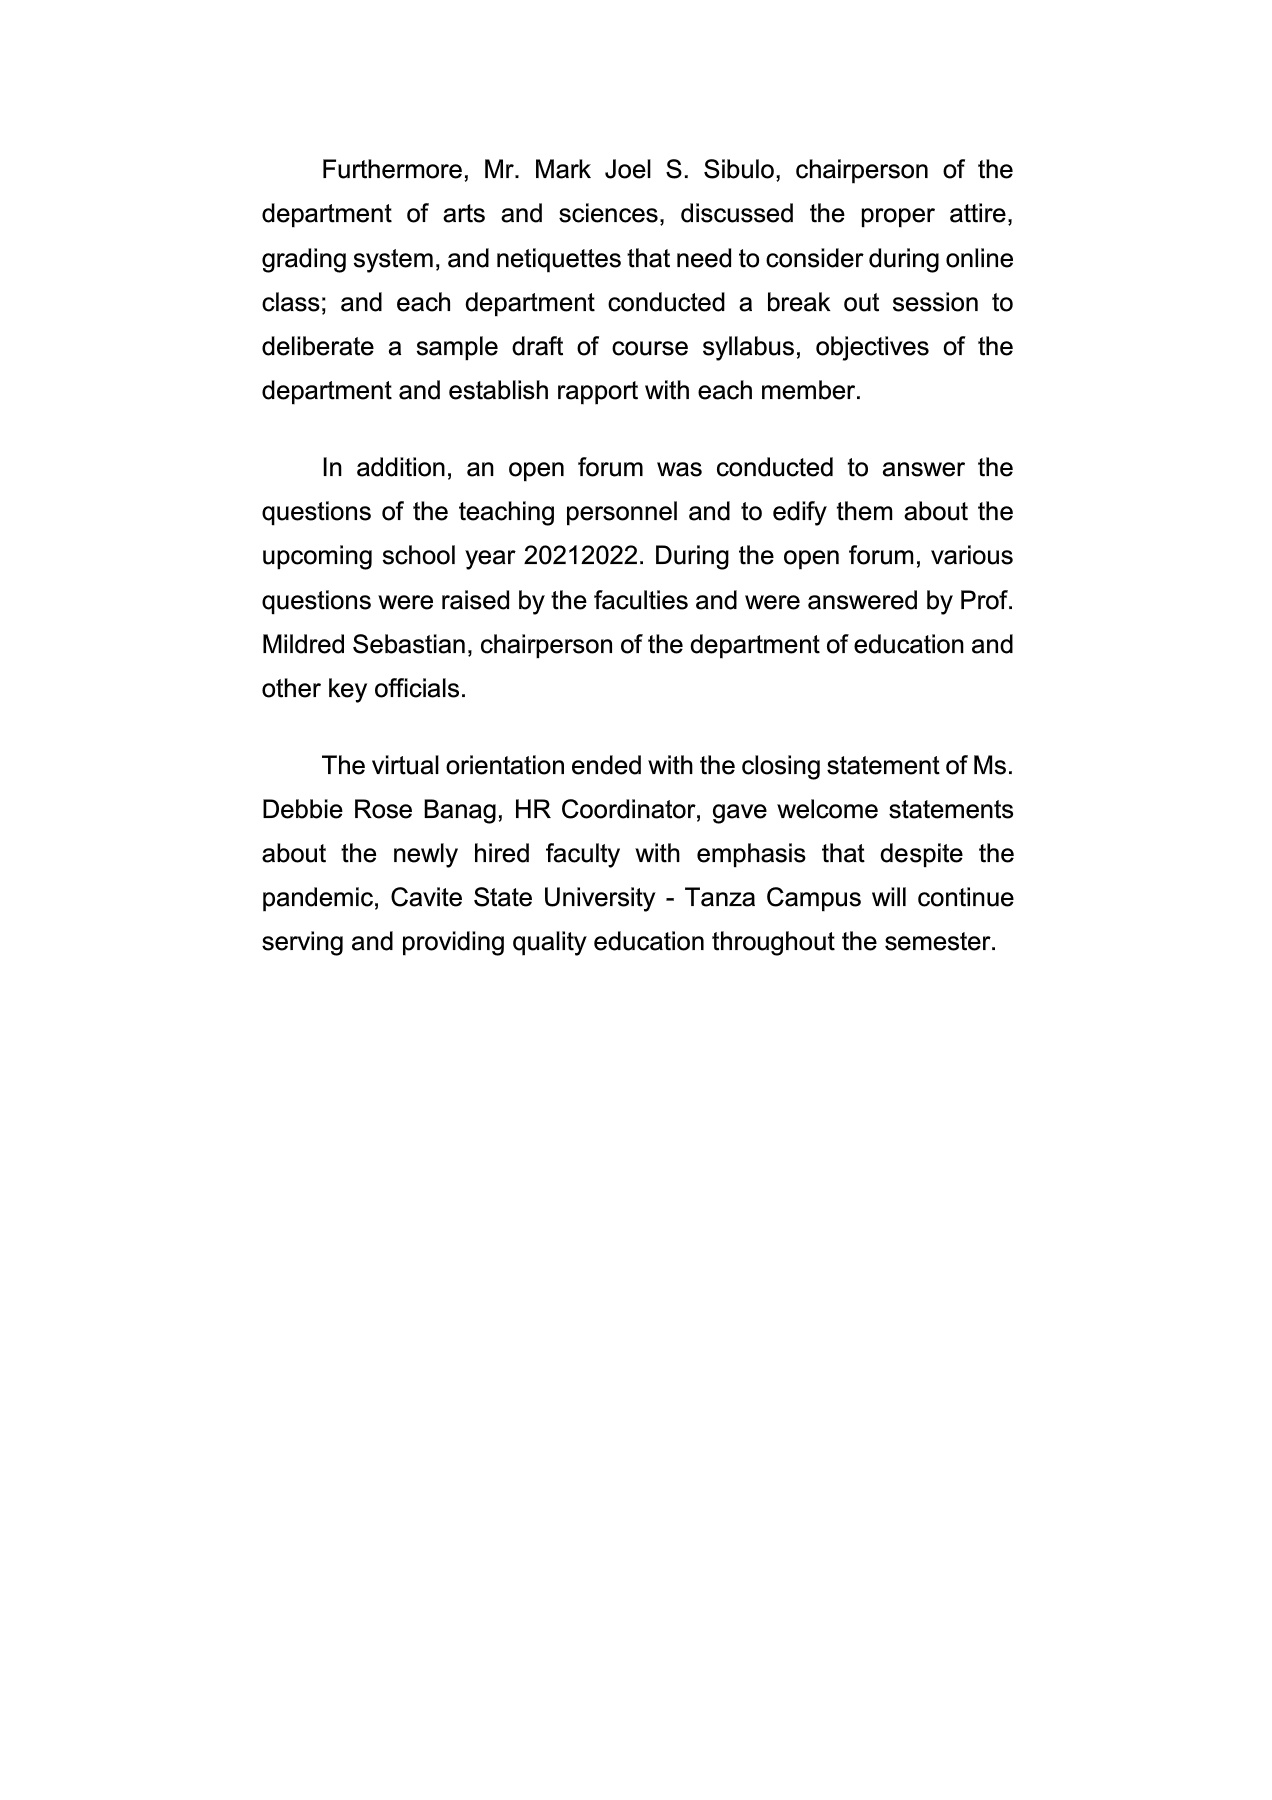 Furthermore, Mr. Mark Joel S. Sibulo, chairperson of the
department of arts and sciences, discussed the proper attire,
grading system, and netiquettes that need to consider during online
class; and each department conducted a break out session to
deliberate a sample draft of course syllabus, objectives of the
department and establish rapport with each member.
In addition, an open forum was conducted to answer the
questions of the teaching personnel and to edify them about the
upcoming school year 20212022. During the open forum, various
questions were raised by the faculties and were answered by Prof.
Mildred Sebastian, chairperson of the department of education and
other key officials.
The virtual orientation ended with the closing statement of Ms.
Debbie Rose Banag, HR Coordinator, gave welcome statements
about the newly hired faculty with emphasis that despite the
pandemic, Cavite State University - Tanza Campus will continue
serving and providing quality education throughout the semester.